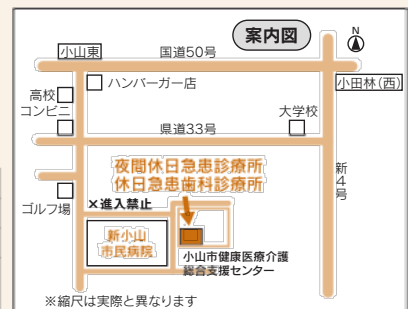 案内図
N
小山東
国道50号
小田林(西)
ハンバーガー店
高校
コンビニ
大学校
県道33号
夜間休日急患診療所
休日急患歯科診療所
新4号
ゴルフ場
×進入禁止
新小山
市民病院
小山市健康医療介護
総合支援センター
※縮尺は実際と異なります